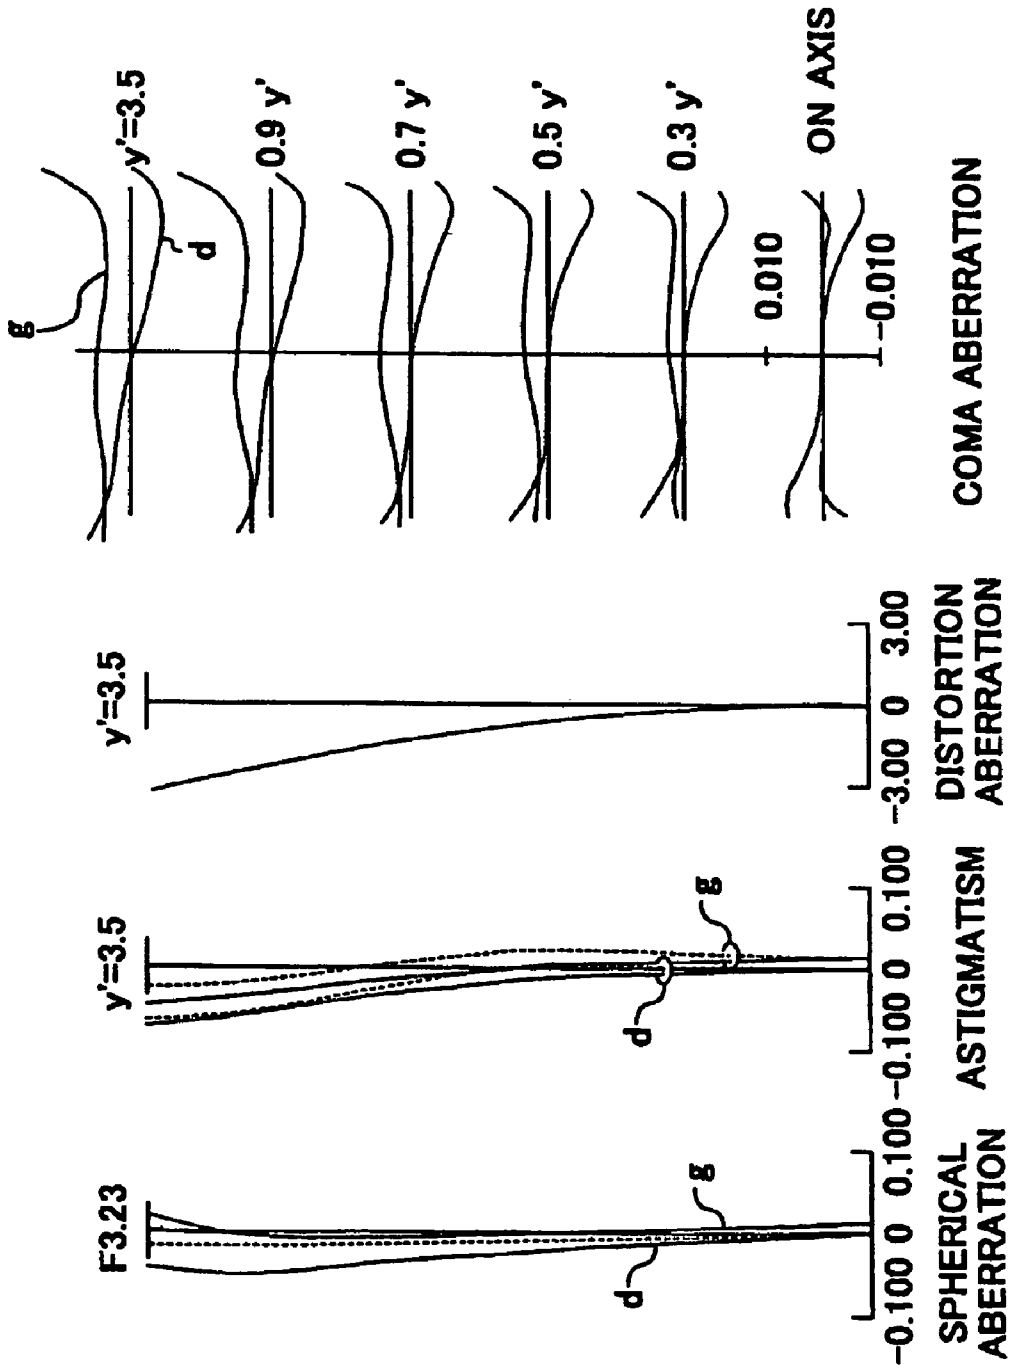 F3.23
d
g
-0.100 0 0.100
SPHERICAL
ABERRATION
y'=3.5
d
g
-0.100 0 0.100
ASTIGMATISM
y'=3.5
-3.00 0 3.00
DISTORTION
ABERRATION
g
y'=3.5
d
0.9 y'
0.7 y'
0.5 y'
0.3 y'
0.010
ON AXIS
-0.010
COMA ABERRATION